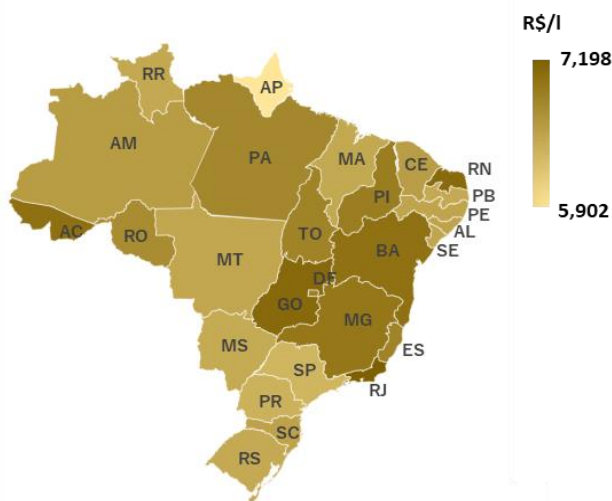 R$/l
7,198
5,902
RR
AP
AM
PA
MA
CE
RN
PB
PE
AL
SE
PI
AC
RO
TO
BA
MT
DF
GO
MG
ES
MS
SP
RJ
PR
SC
RS